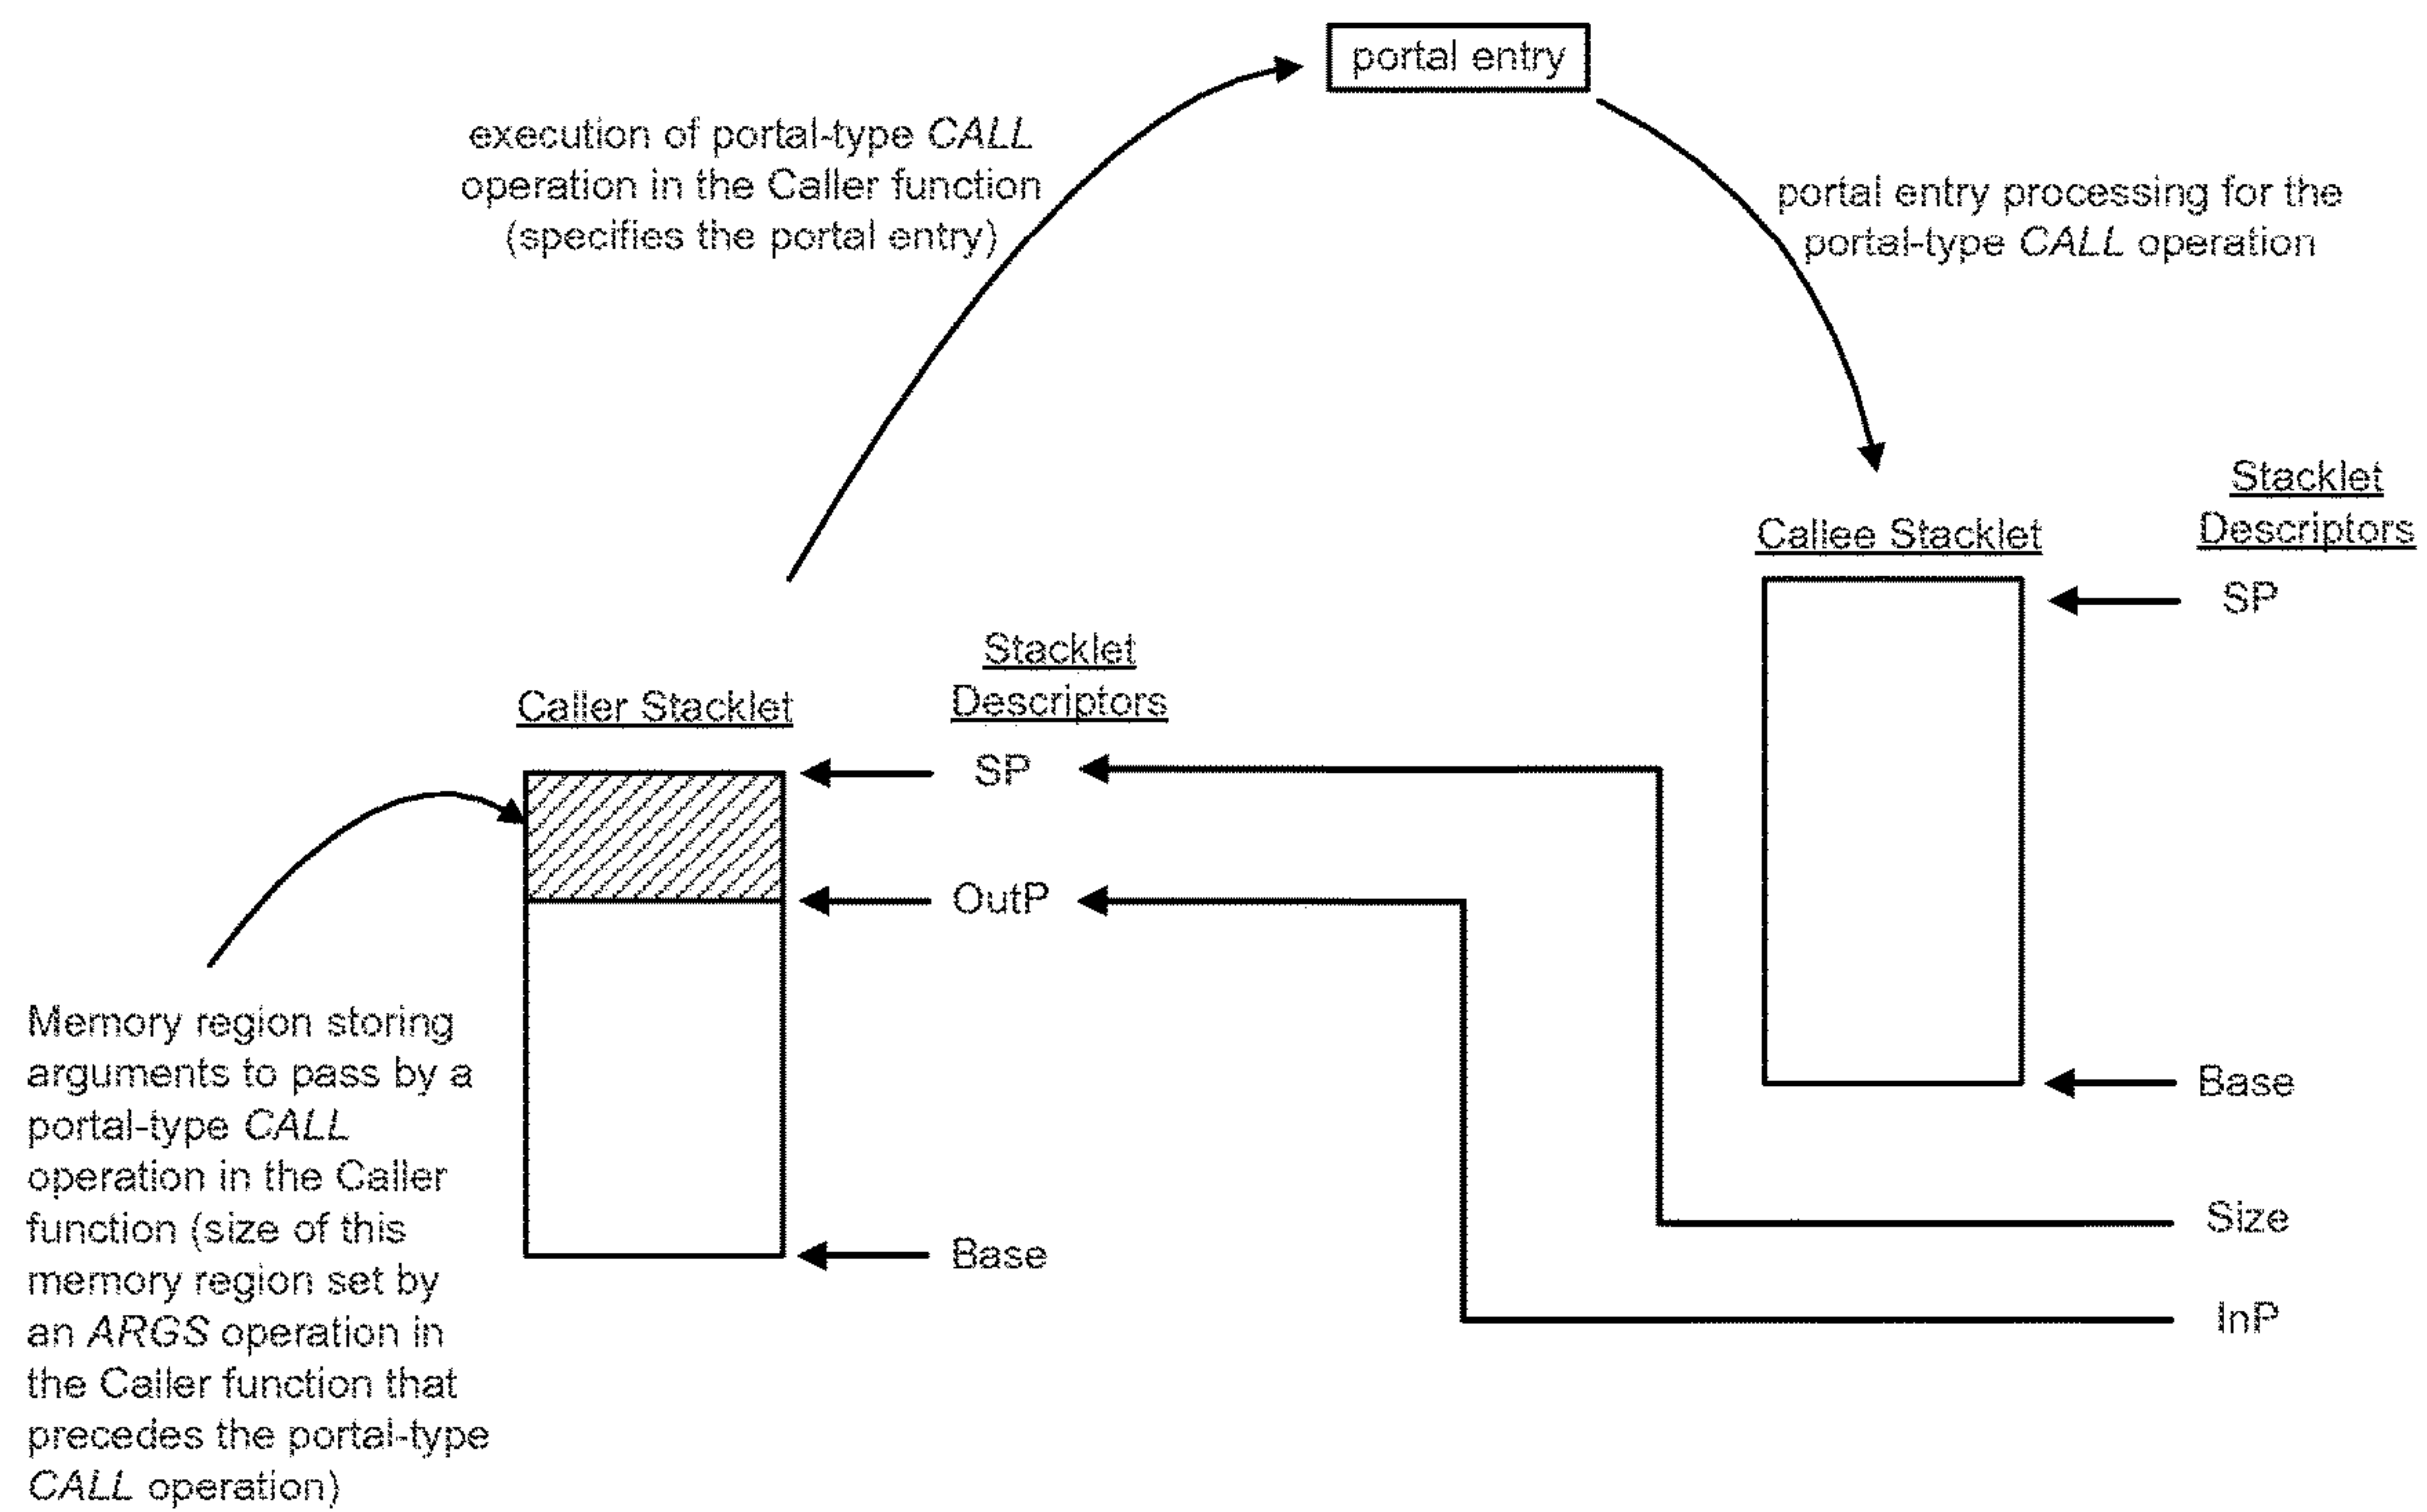 portal entry
execution of portal-type CALL
operation in the Caller function
(specifies the portal entry)
portal entry processing for the
portal-type CALL operation
Stacklet
Descriptors
Callee Stacklet
SP
Base
Size
InP
Stacklet
Descriptors
Caller Stacklet
SP
OutP
Base
Memory region storing
arguments to pass by a
portal-type CALL
operation in the Caller
function (size of this
memory region set by
an ARGS operation in
the Caller function that
precedes the portal-type
CALL operation)